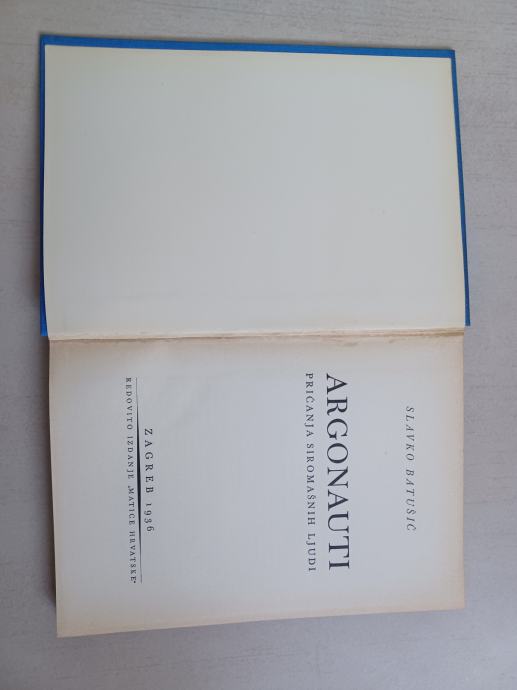 SLAVKO BATUŠIĆ
ARGONAUTI
PRIČANJA SIROMAŠNIH LJUDI
ZAGREB 1936
REDOVITO IZDANJE „MATICE HRVATSKE”